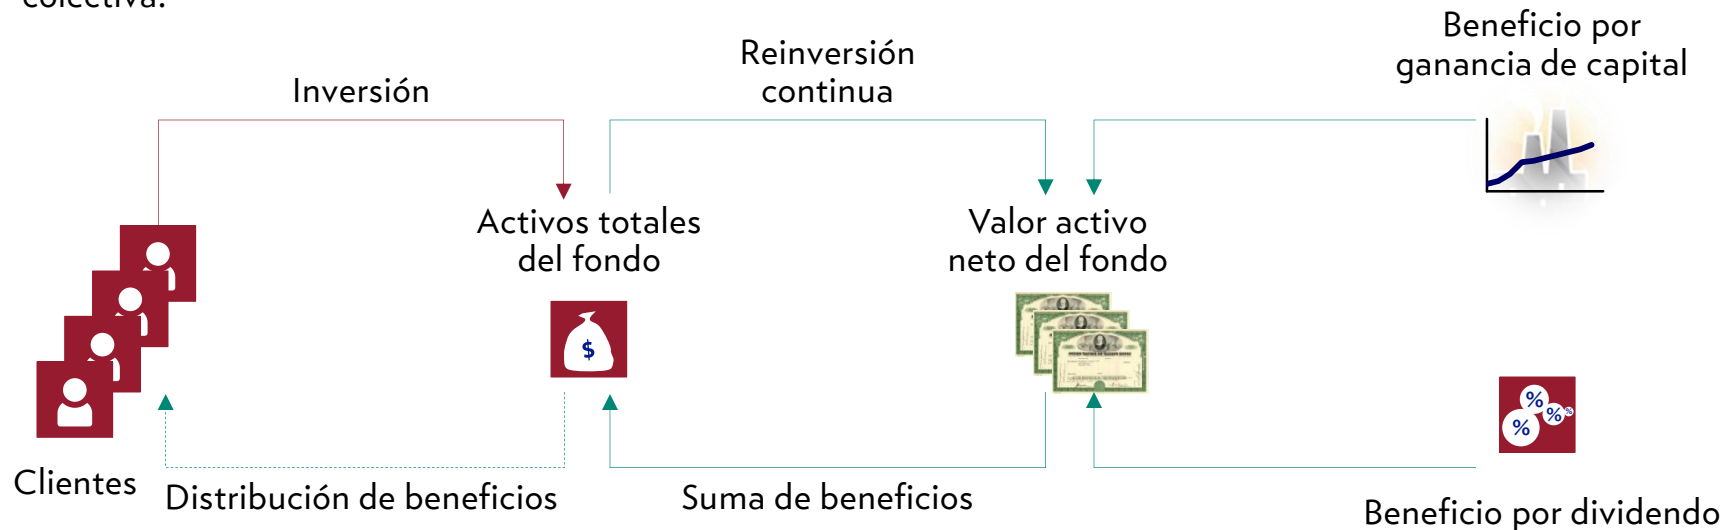 colectiva.
Beneficio por
ganancia de capital
Reinversión
continua
Inversión
Activos totales
del fondo
Valor activo
neto del fondo
$
%
%
%
%
Clientes
Distribución de beneficios
Suma de beneficios
Beneficio por dividendo